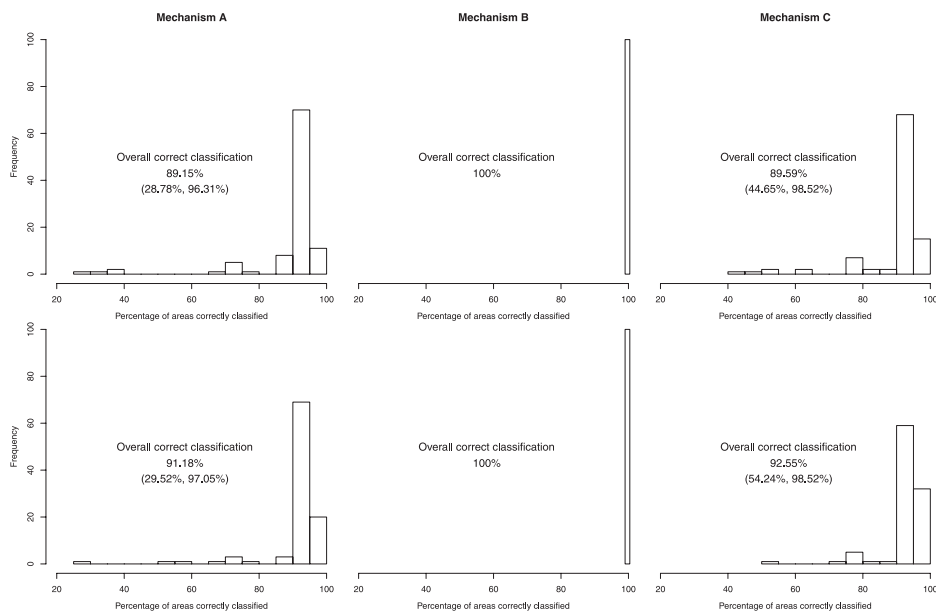 Mechanism A
Mechanism B
Mechanism C
100
80
60
40
20
0
Frequency
Overall correct classification
89.15%
(28.78%, 96.31%)
Overall correct classification
100%
Overall correct classification
89.59%
(44.65%, 98.52%)
20 40 60 80 100
20 40 60 80 100
20 40 60 80 100
Percentage of areas correctly classified
Percentage of areas correctly classified
Percentage of areas correctly classified
100
80
60
40
20
0
Frequency
Overall correct classification
91.18%
(29.52%, 97.05%)
Overall correct classification
100%
Overall correct classification
92.55%
(54.24%, 98.52%)
20 40 60 80 100
20 40 60 80 100
20 40 60 80 100
Percentage of areas correctly classified
Percentage of areas correctly classified
Percentage of areas correctly classified